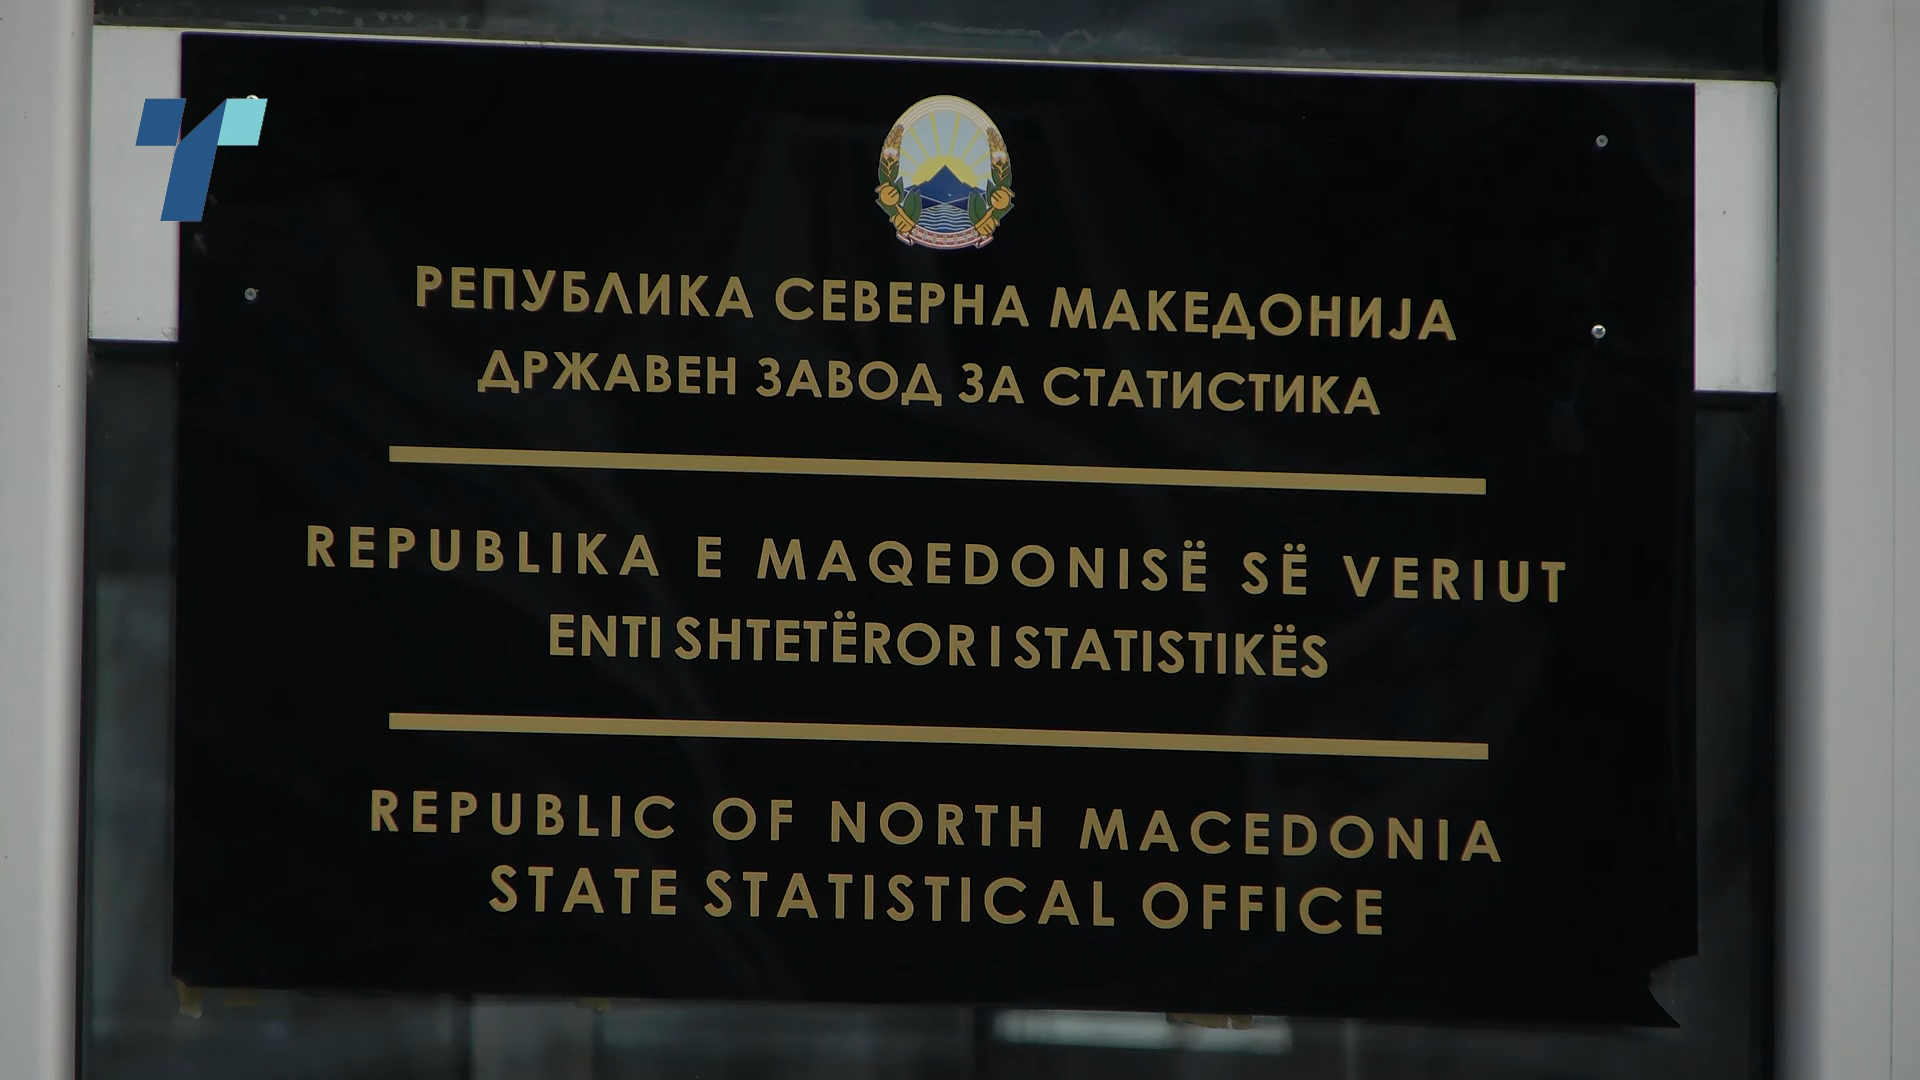 РЕПУБЛИКА СЕВЕРНА МАКЕДОНИЈА
ДРЖАВЕН ЗАВОД ЗА СТАТИСТИКА
REPUBLIKA E MAQEDONISË SË VERIUT
ENTI SHTETËROR I STATISTIKËS
REPUBLIC OF NORTH MACEDONIA
STATE STATISTICAL OFFICE